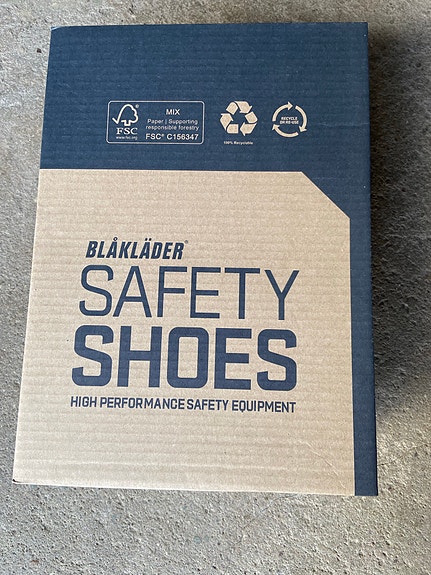 FSC
www.fsc.org
MIX
Paper | Supporting
responsible forestry
FSC® C156347
100% Recyclable
RECYCLE
OR RE-USE
BLÅKLÄDER®
SAFETY
SHOES
HIGH PERFORMANCE SAFETY EQUIPMENT